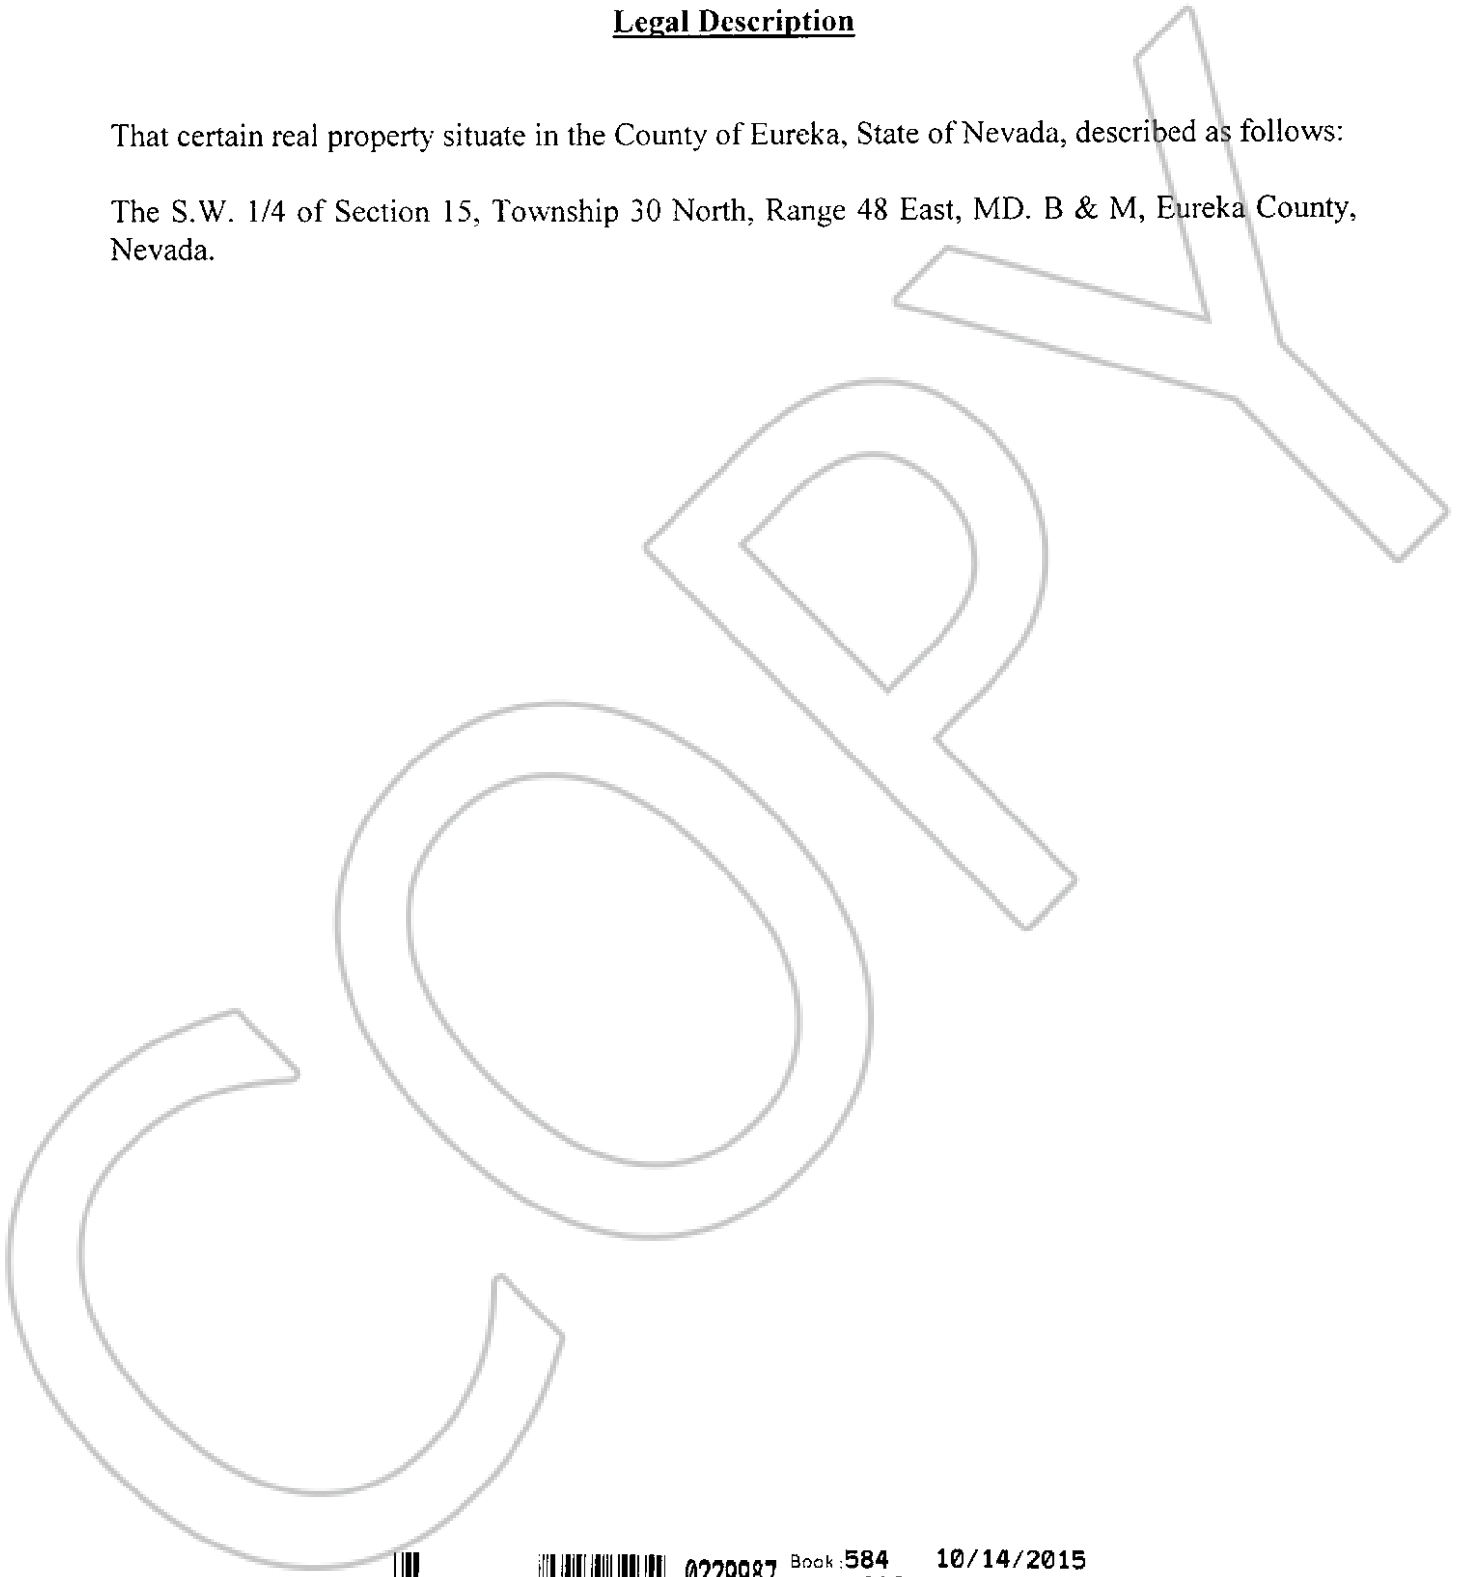 Legal Description
That certain real property situate in the County of Eureka, State of Nevada, described as follows:
The S.W. 1/4 of Section 15, Township 30 North, Range 48 East, MD. B & M, Eureka County,
Nevada.
COPY
0229987 Book: 584 10/14/2015